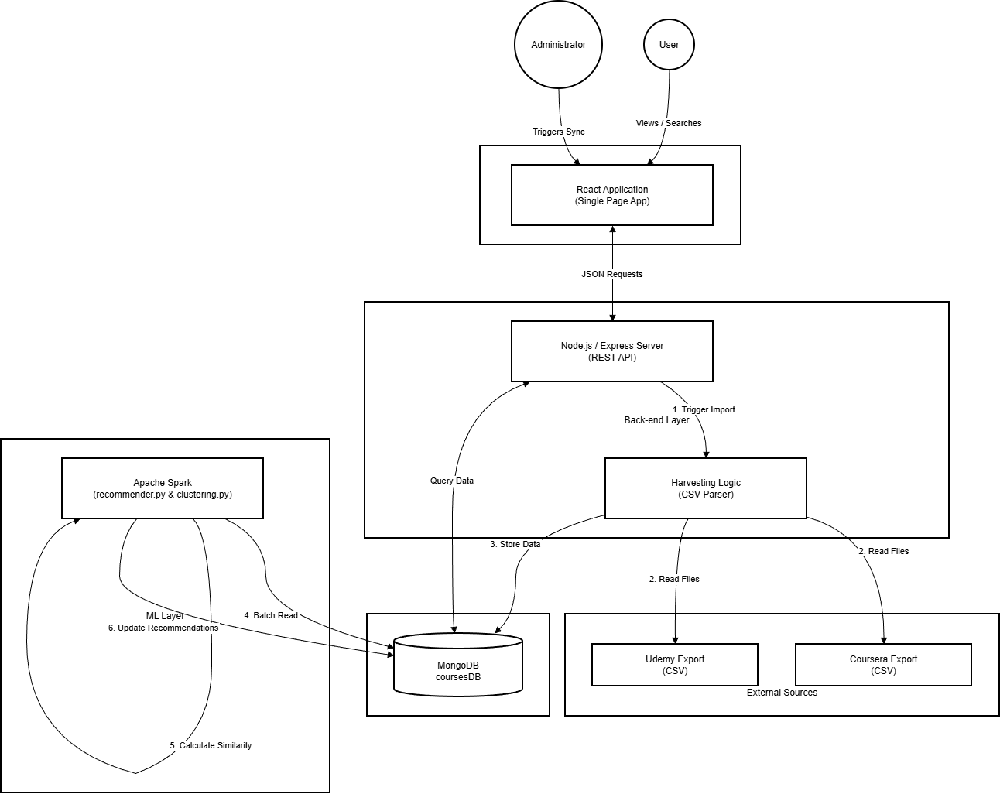 Administrator
User
Triggers Sync
Views / Searches
React Application
(Single Page App)
JSON Requests
Node.js / Express Server
(REST API)
1. Trigger Import
Back-end Layer
Apache Spark
(recommender.py & clustering.py)
Query Data
Harvesting Logic
(CSV Parser)
3. Store Data
2. Read Files
2. Read Files
ML Layer
4. Batch Read
6. Update Recommendations
MongoDB
coursesDB
Udemy Export
(CSV)
Coursera Export
(CSV)
External Sources
5. Calculate Similarity